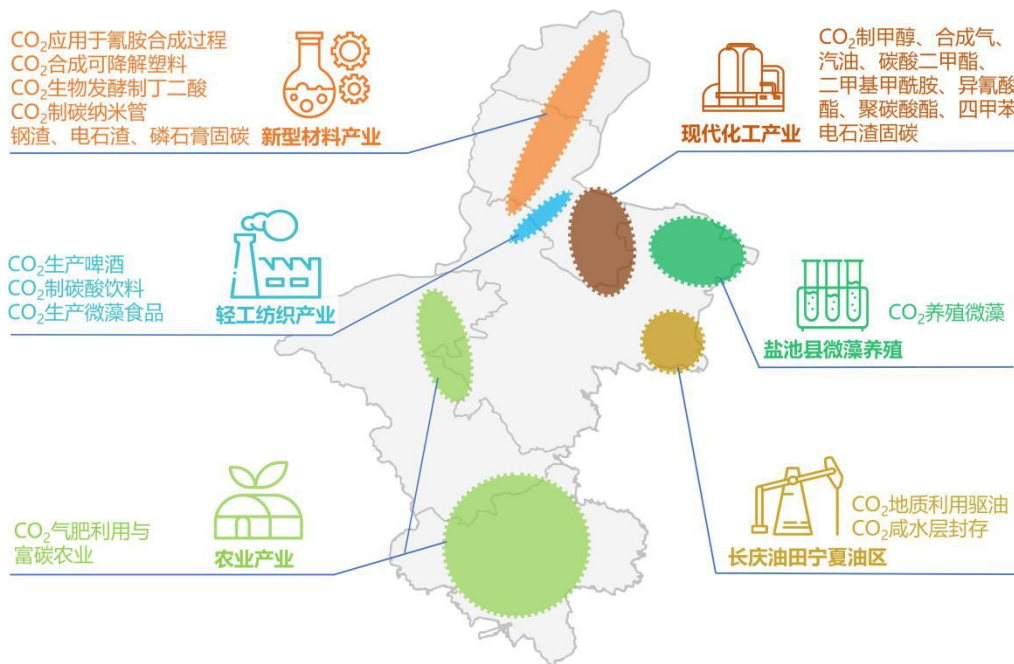 CO₂应用于氰胺合成过程
CO₂合成可降解塑料
CO₂生物发酵制丁二酸
CO₂制碳纳米管
钢渣、电石渣、磷石膏固碳
新型材料产业
CO₂制甲醇、合成气、
汽油、碳酸二甲酯、
二甲基甲酰胺、异氰酸
酯、聚碳酸酯、四甲苯
电石渣固碳
现代化工产业
CO₂生产啤酒
CO₂制碳酸饮料
CO₂生产微藻食品
轻工纺织产业
CO₂养殖微藻
盐池县微藻养殖
CO₂气肥利用与
富碳农业
农业产业
CO₂地质利用驱油
CO₂咸水层封存
长庆油田宁夏油区